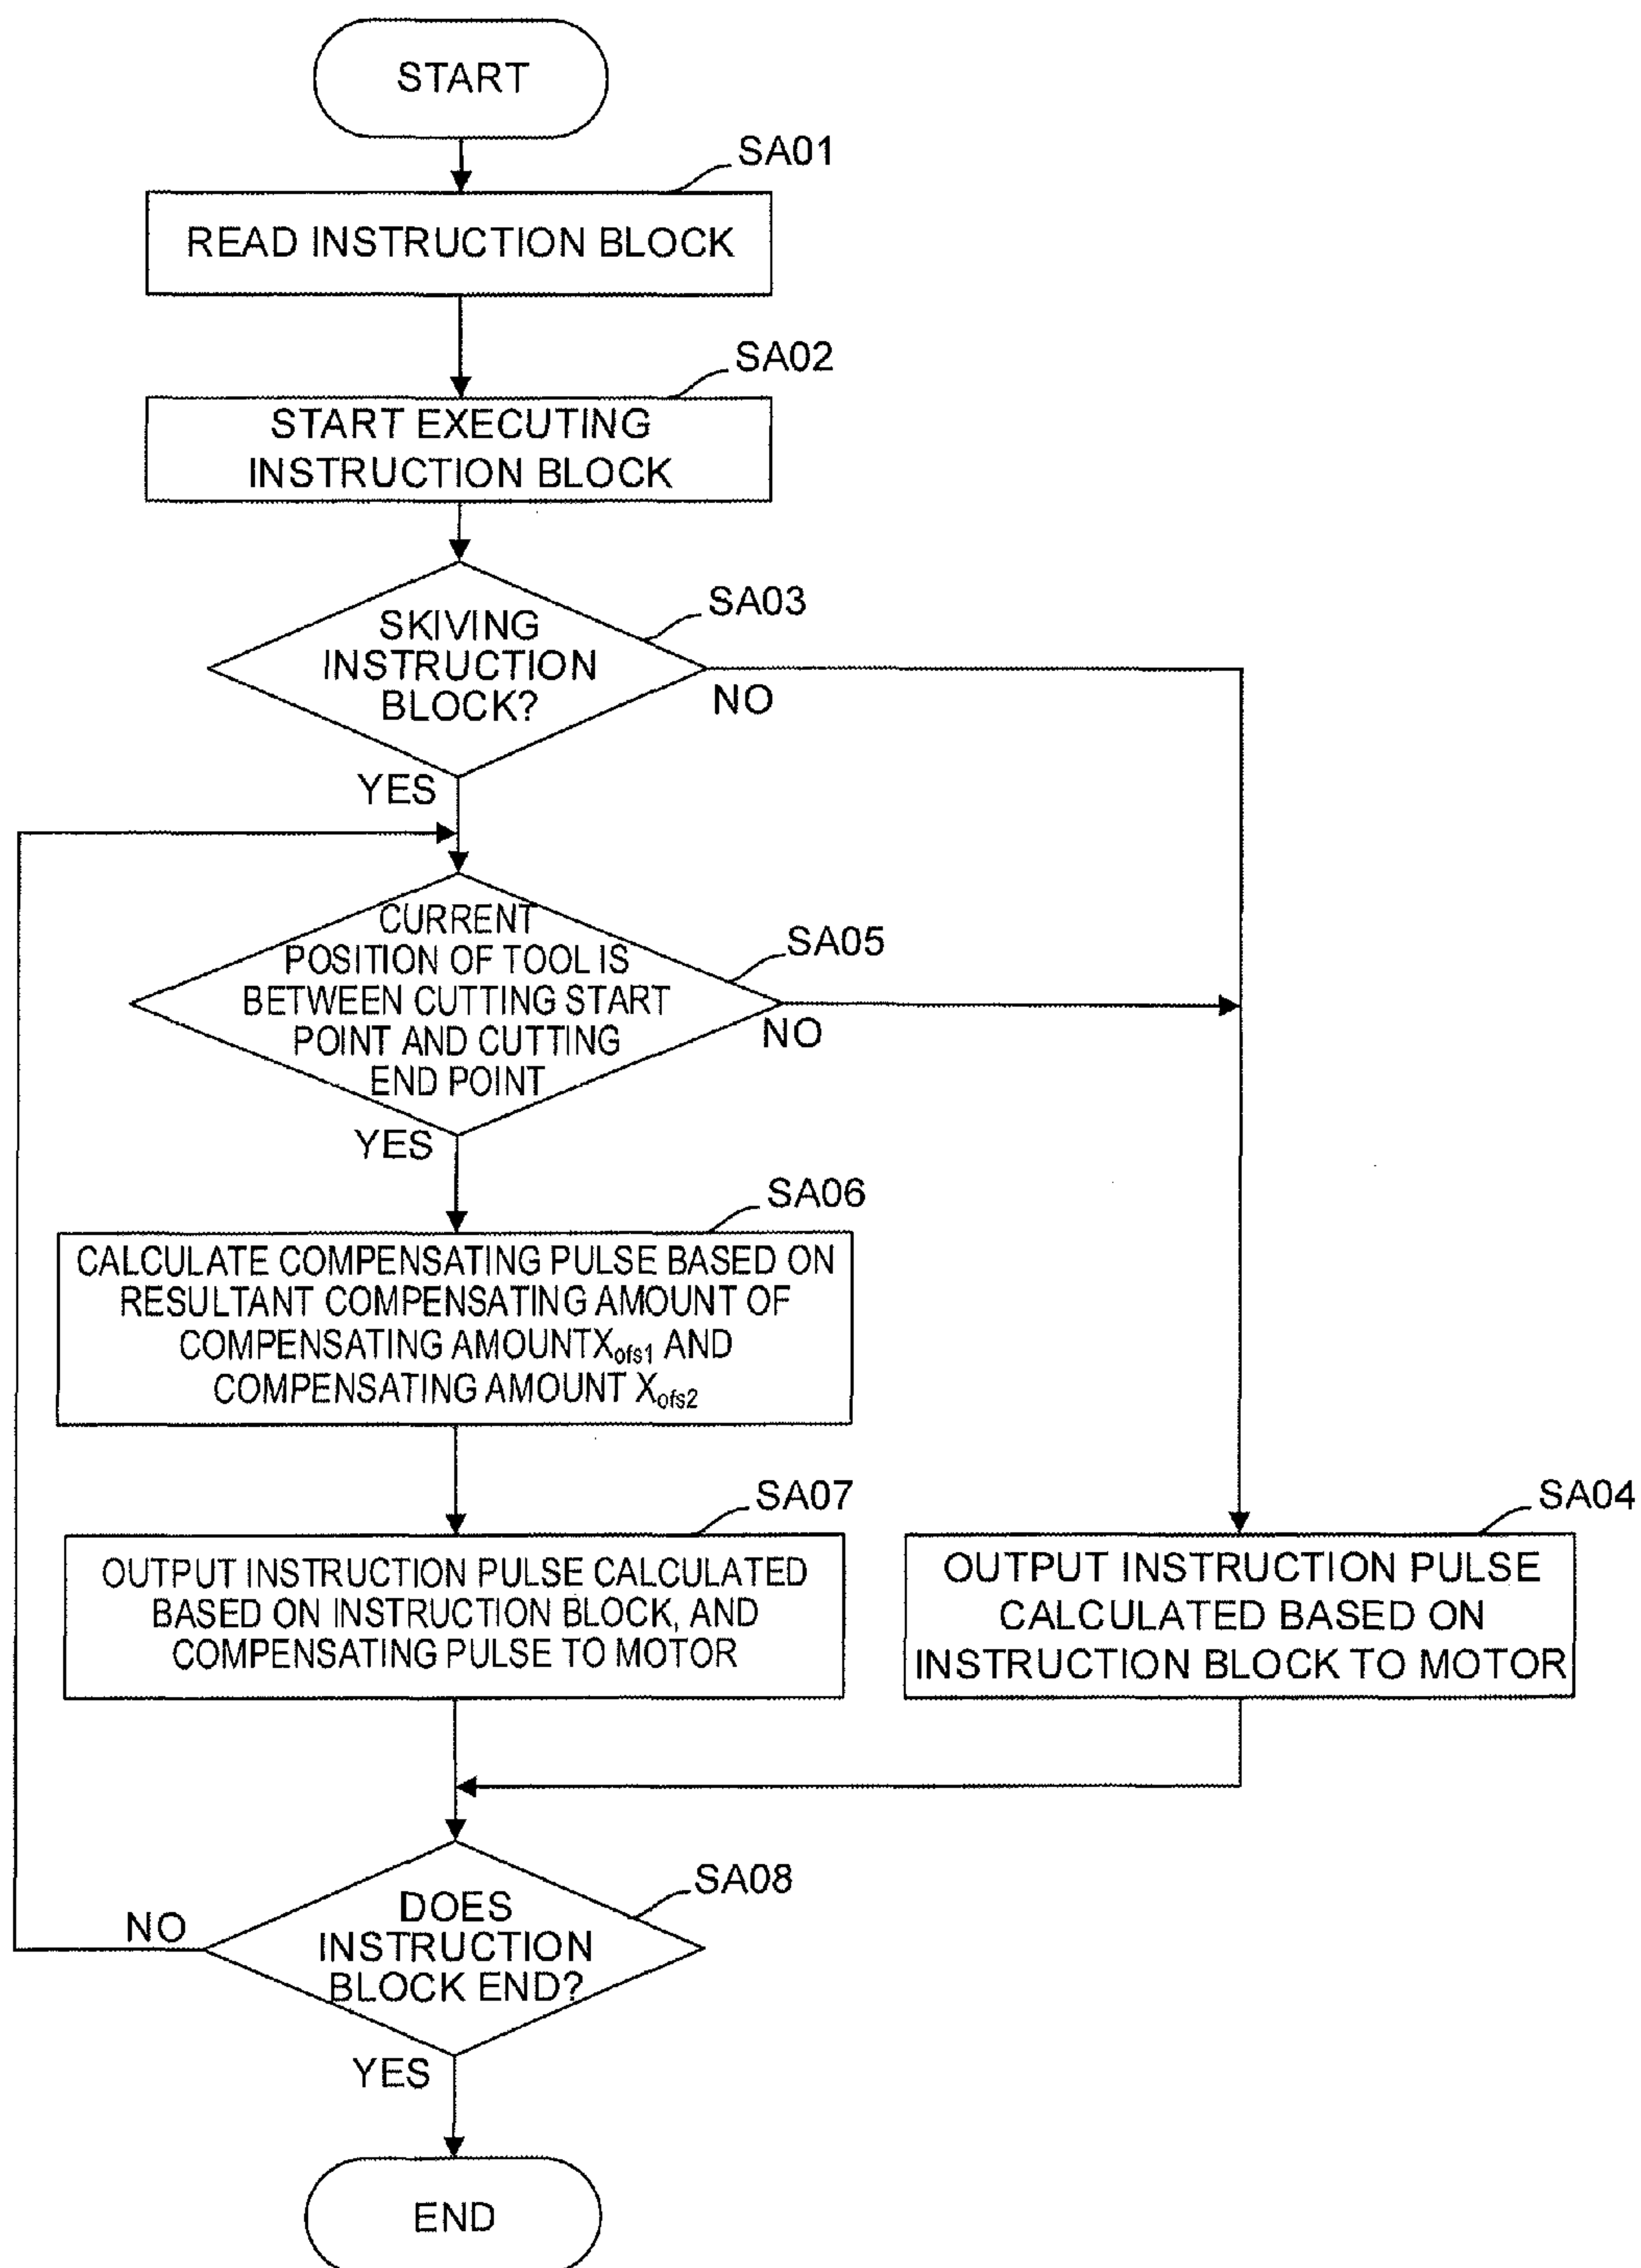 START
SA01
READ INSTRUCTION BLOCK
SA02
START EXECUTING
INSTRUCTION BLOCK
SA03
SKIVING
INSTRUCTION
BLOCK?
NO
YES
CURRENT
POSITION OF TOOL IS
BETWEEN CUTTING START
POINT AND CUTTING
END POINT
SA05
NO
YES
SA06
CALCULATE COMPENSATING PULSE BASED ON
RESULTANT COMPENSATING AMOUNT OF
COMPENSATING AMOUNTXofs1 AND
COMPENSATING AMOUNT Xofs2
SA07
OUTPUT INSTRUCTION PULSE CALCULATED
BASED ON INSTRUCTION BLOCK, AND
COMPENSATING PULSE TO MOTOR
SA04
OUTPUT INSTRUCTION PULSE
CALCULATED BASED ON
INSTRUCTION BLOCK TO MOTOR
SA08
DOES
INSTRUCTION
BLOCK END?
NO
YES
END